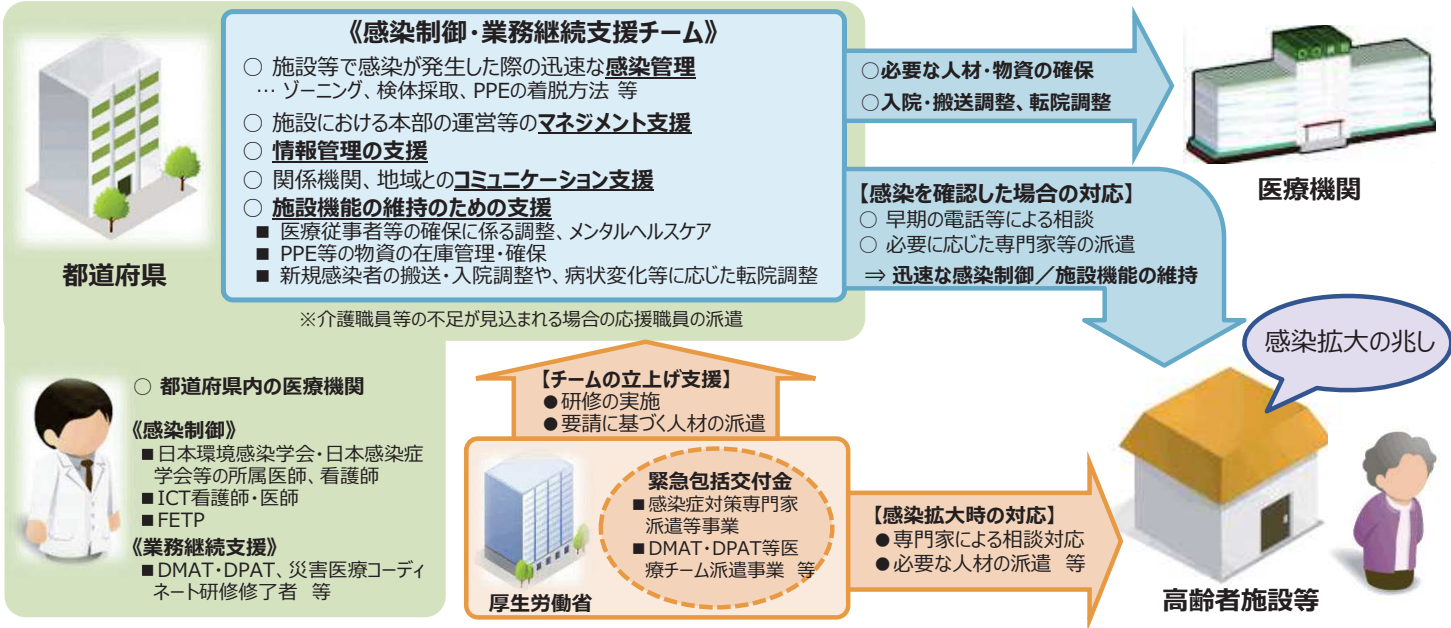 《感染制御・業務継続支援チーム》
○ 施設等で感染が発生した際の迅速な感染管理
… ゾーニング、検体採取、PPEの着脱方法 等
○ 施設における本部の運営等のマネジメント支援
○ 情報管理の支援
○ 関係機関、地域とのコミュニケーション支援
○ 施設機能の維持のための支援
■ 医療従事者等の確保に係る調整、メンタルヘルスケア
■ PPE等の物資の在庫管理・確保
■ 新規感染者の搬送・入院調整や、病状変化等に応じた転院調整
都道府県
※介護職員等の不足が見込まれる場合の応援職員の派遣
○必要な人材・物資の確保
○入院・搬送調整、転院調整
医療機関
【感染を確認した場合の対応】
○ 早期の電話等による相談
○ 必要に応じた専門家等の派遣
⇒ 迅速な感染制御／施設機能の維持
感染拡大の兆し
○ 都道府県内の医療機関
《感染制御》
■日本環境感染学会・日本感染症
学会等の所属医師、看護師
■ICT看護師・医師
■FETP
《業務継続支援》
■DMAT・DPAT、災害医療コーディ
ネート研修修了者 等
【チームの立上げ支援】
●研修の実施
●要請に基づく人材の派遣
緊急包括交付金
■感染症対策専門家
派遣等事業
■DMAT・DPAT等医
療チーム派遣事業 等
厚生労働省
【感染拡大時の対応】
●専門家による相談対応
●必要な人材の派遣 等
高齢者施設等